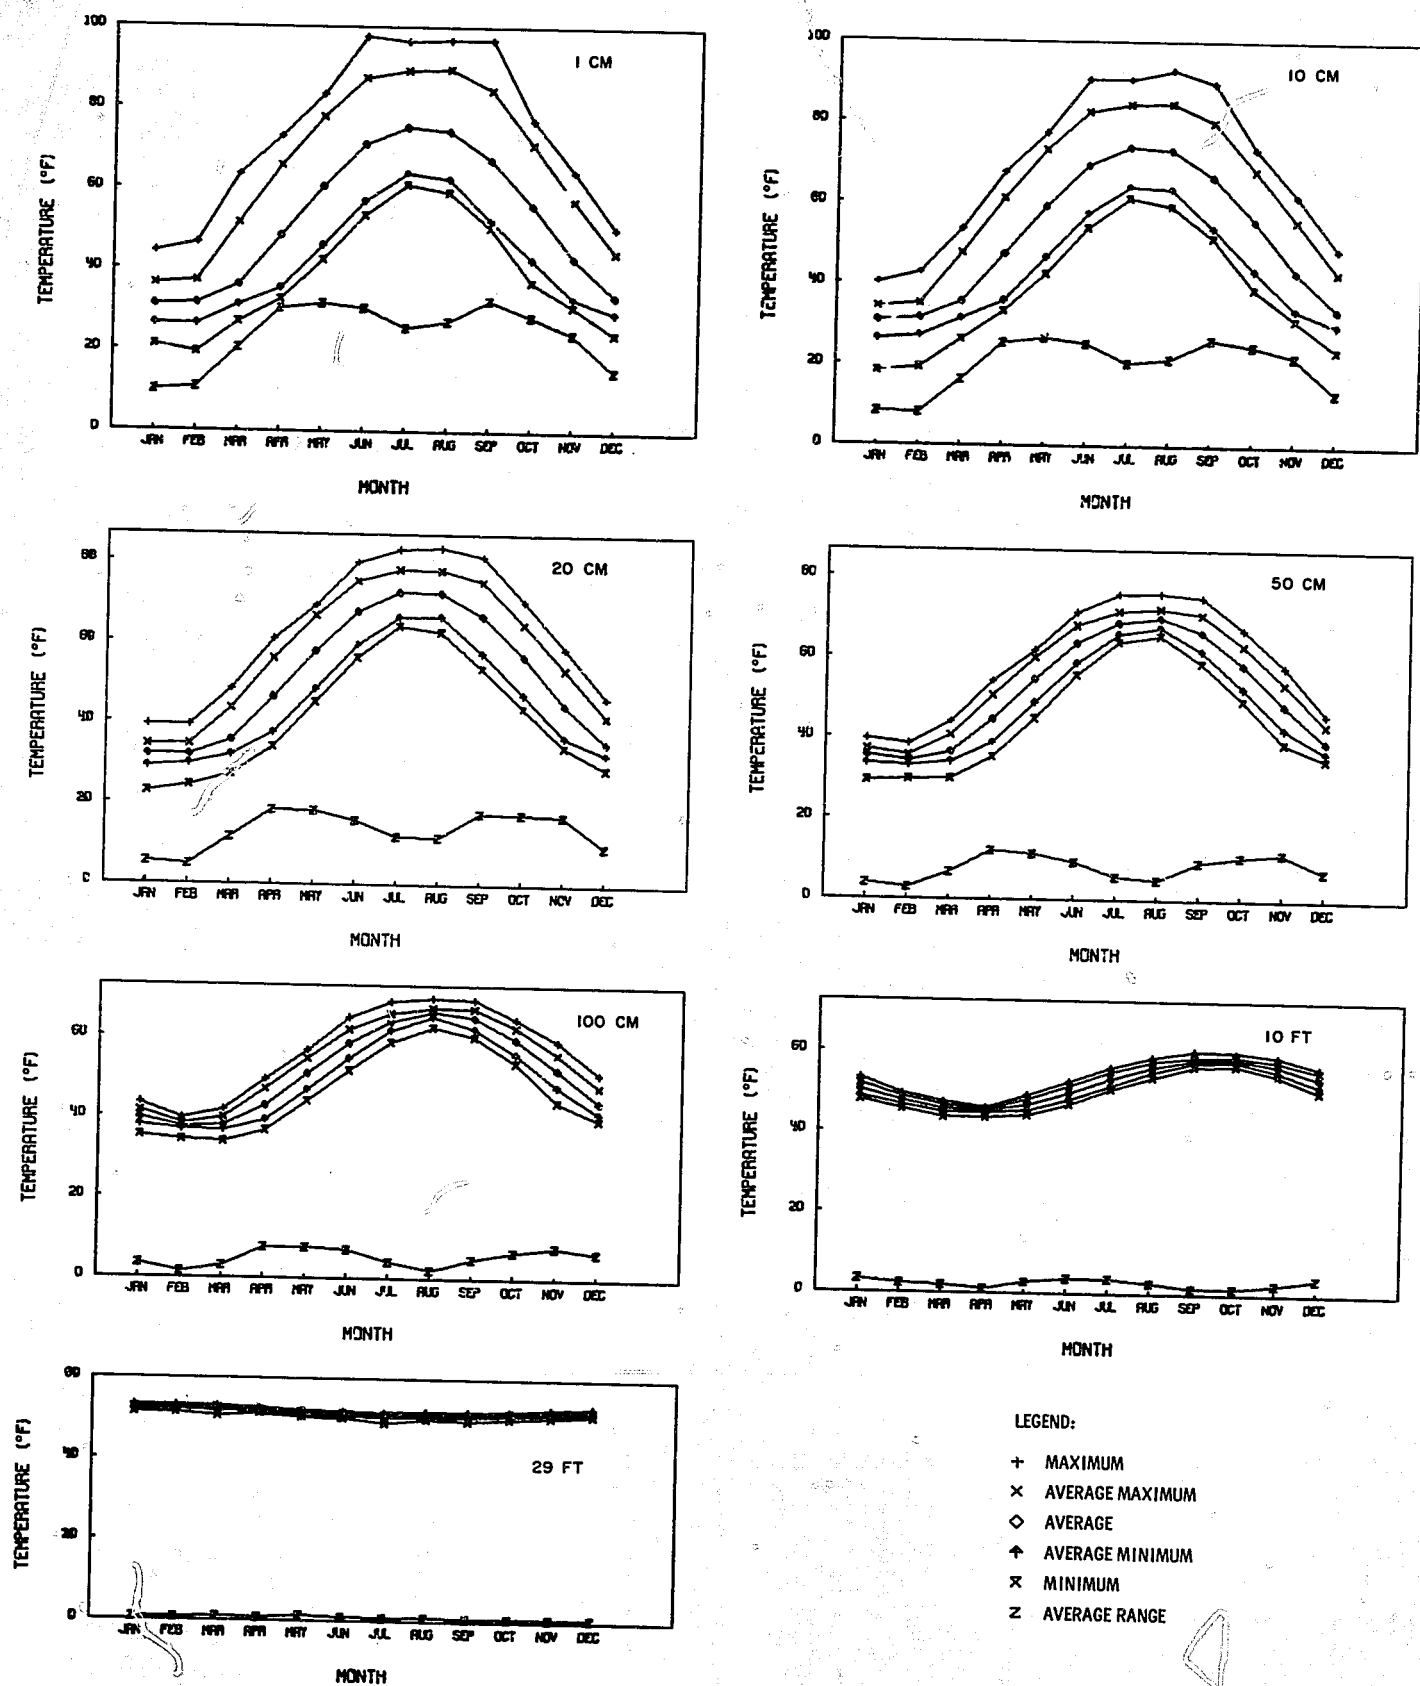 100
80
60
40
20
0
TEMPERATURE (°F)
1 CM
JAN FEB MAR APR MAY JUN JUL AUG SEP OCT NOV DEC
MONTH
100
80
60
40
20
0
TEMPERATURE (°F)
10 CM
JAN FEB MAR APR MAY JUN JUL AUG SEP OCT NOV DEC
MONTH
80
60
40
20
0
TEMPERATURE (°F)
20 CM
JAN FEB MAR APR MAY JUN JUL AUG SEP OCT NOV DEC
MONTH
80
60
40
20
0
TEMPERATURE (°F)
50 CM
JAN FEB MAR APR MAY JUN JUL AUG SEP OCT NOV DEC
MONTH
60
40
20
0
TEMPERATURE (°F)
100 CM
JAN FEB MAR APR MAY JUN JUL AUG SEP OCT NOV DEC
MONTH
60
40
20
0
TEMPERATURE (°F)
10 FT
JAN FEB MAR APR MAY JUN JUL AUG SEP OCT NOV DEC
MONTH
60
40
20
0
TEMPERATURE (°F)
29 FT
JAN FEB MAR APR MAY JUN JUL AUG SEP OCT NOV DEC
MONTH
LEGEND:
MAXIMUM
AVERAGE MAXIMUM
AVERAGE
AVERAGE MINIMUM
MINIMUM
AVERAGE RANGE